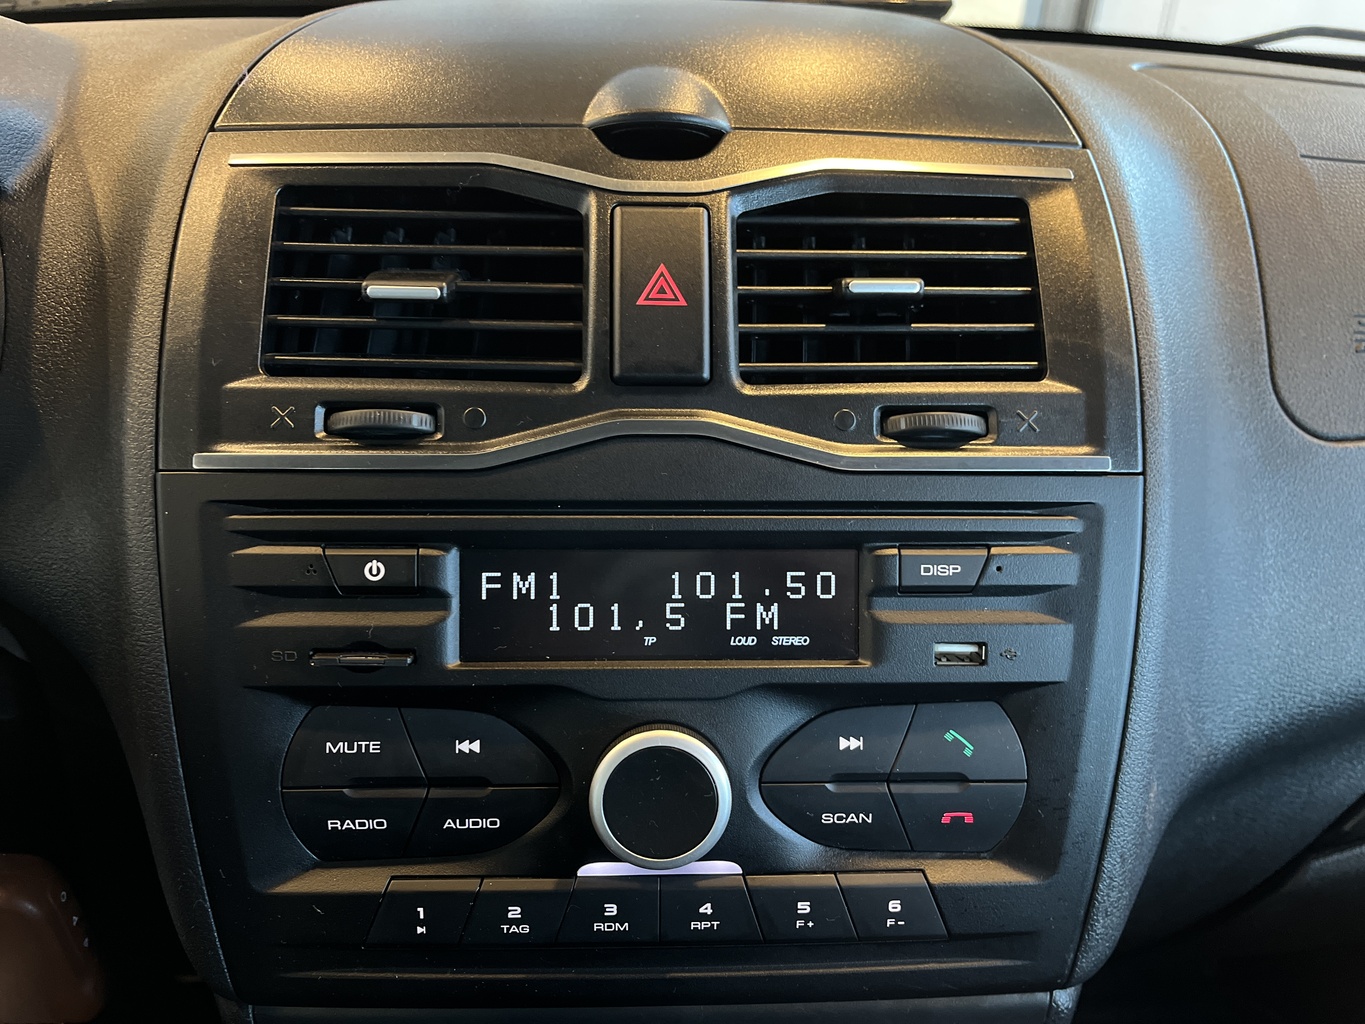 DISP
FM1 101.50
101,5 FM
TP LOUD STEREO
SD
MUTE
RADIO AUDIO
SCAN
1 2 3 4 5 6
TAG RDM RPT F+ F-